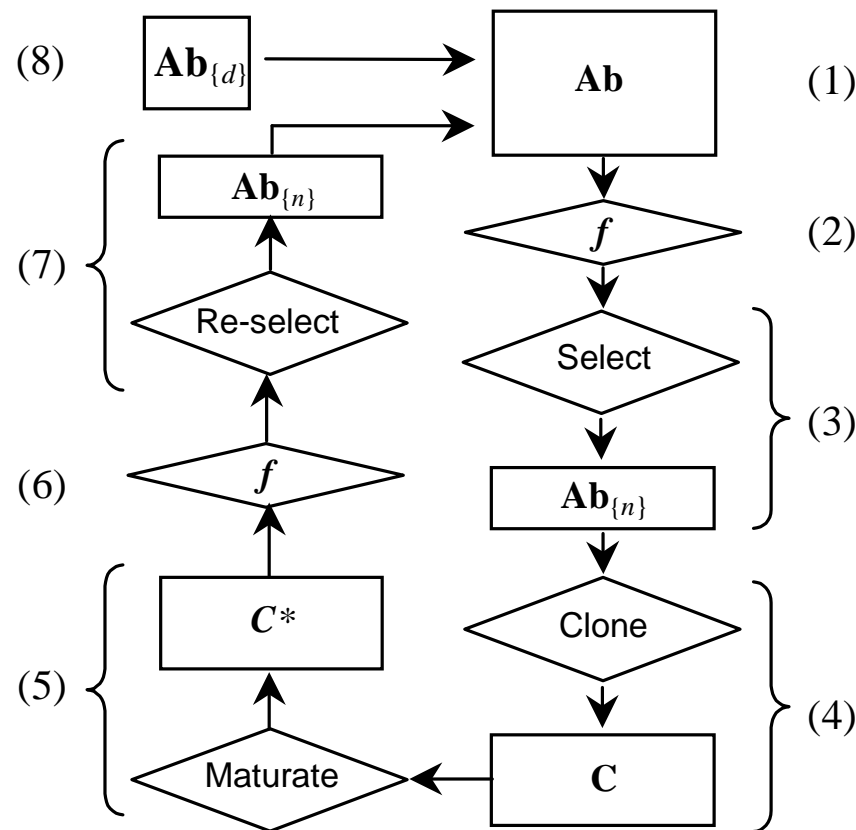 (8) Ab{d} Ab (1)
Ab{n}
f (2)
(7)
Re-select Select
(3)
(6) f Ab{n}
C* Clone
(5) (4)
Maturate C